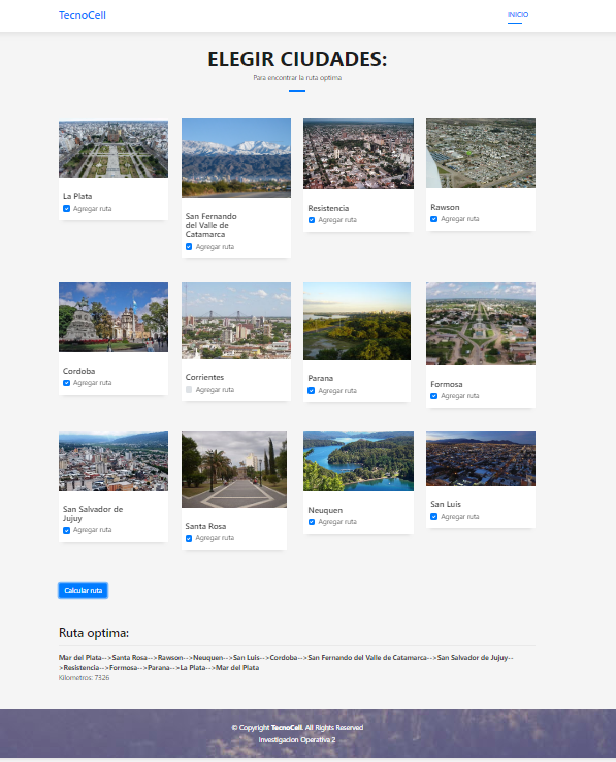 TecnoCell
INICIO
ELEGIR CIUDADES:
Para encontrar la ruta optima
La Plata
Agregar ruta
San Fernando
del Valle de
Catamarca
Agregar ruta
Resistencia
Agregar ruta
Rawson
Agregar ruta
Cordoba
Agregar ruta
Corrientes
Agregar ruta
Parana
Agregar ruta
Formosa
Agregar ruta
San Salvador de
Jujuy
Agregar ruta
Santa Rosa
Agregar ruta
Neuquen
Agregar ruta
San Luis
Agregar ruta
Calcular ruta
Ruta optima:
Mar del Plata-->Santa Rosa-->Rawson-->Neuquen-->San Luis-->Cordoba-->San Fernando del Valle de Catamarca-->San Salvador de Jujuy--
>Resistencia-->Formosa-->Parana-->La Plata-->Mar del Plata
Kilometros: 7326
© Copyright TecnoCell. All Rights Reserved
Investigacion Operativa 2